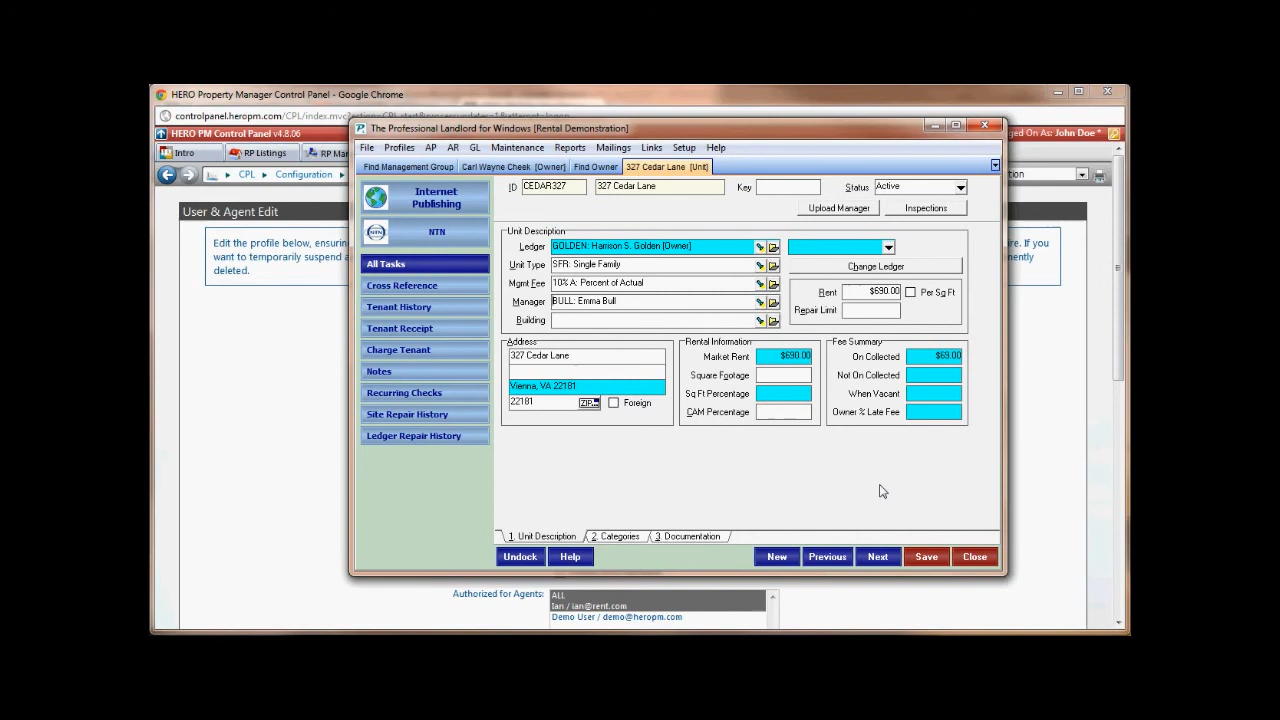 HERO Property Manager Control Panel - Google Chrome
controlpanel.heropm.com/CPL/index.mvc
HERO PM Control Panel v4.8.06
ged On As: John Doe *
Intro
RP Listings
RP Man
CPL
Configuration
tion
User & Agent Edit
Edit the profile below, ensuring
re. If you
want to temporarily suspend a
deleted.
The Professional Landlord for Windows [Rental Demonstration]
File Profiles AP AR GL Maintenance Reports Mailings Links Setup Help
Find Management Group Carl Wayne Cheek [Owner] Find Owner 327 Cedar Lane [Unit]
Internet
Publishing
NTN
NTN
All Tasks
Cross Reference
Tenant History
Tenant Receipt
Charge Tenant
Notes
Recurring Checks
Site Repair History
Ledger Repair History
ID CEDAR327 327 Cedar Lane Key Status Active
Upload Manager Inspections
Unit Description
Ledger GOLDEN: Harrison S. Golden [Owner]
Unit Type SFR: Single Family
Change Ledger
Mgmt Fee 10% A: Percent of Actual
Rent $690.00 Per Sq Ft
Manager BULL: Emma Bull
Repair Limit
Building
Address
327 Cedar Lane
Vienna, VA 22181
22181 ZIP... Foreign
Rental Information
Market Rent $690.00
Square Footage
Sq Ft Percentage
CAM Percentage
Fee Summary
On Collected $69.00
Not On Collected
When Vacant
Owner % Late Fee
1. Unit Description 2. Categories 3. Documentation
Undock Help New Previous Next Save Close
Authorized for Agents:
ALL
Ian / ian@rent.com
Demo User / demo@heropm.com